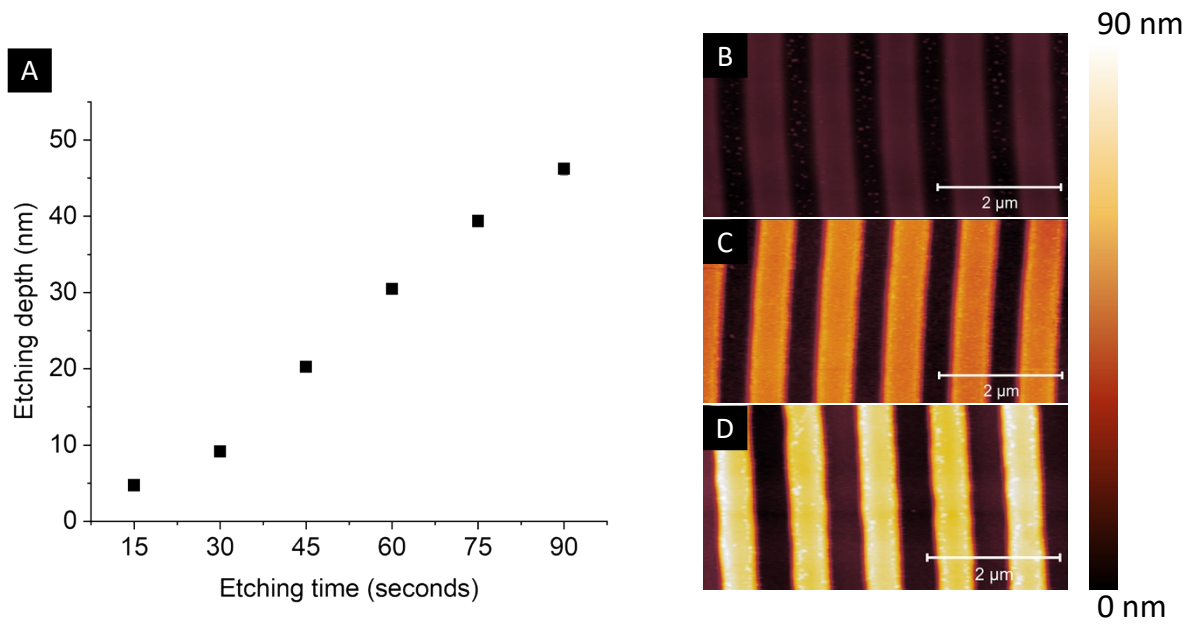 A
50
40
30
20
10
0
Etching depth (nm)
15 30 45 60 75 90
Etching time (seconds)
B
2 µm
C
2 µm
D
2 µm
90 nm
0 nm